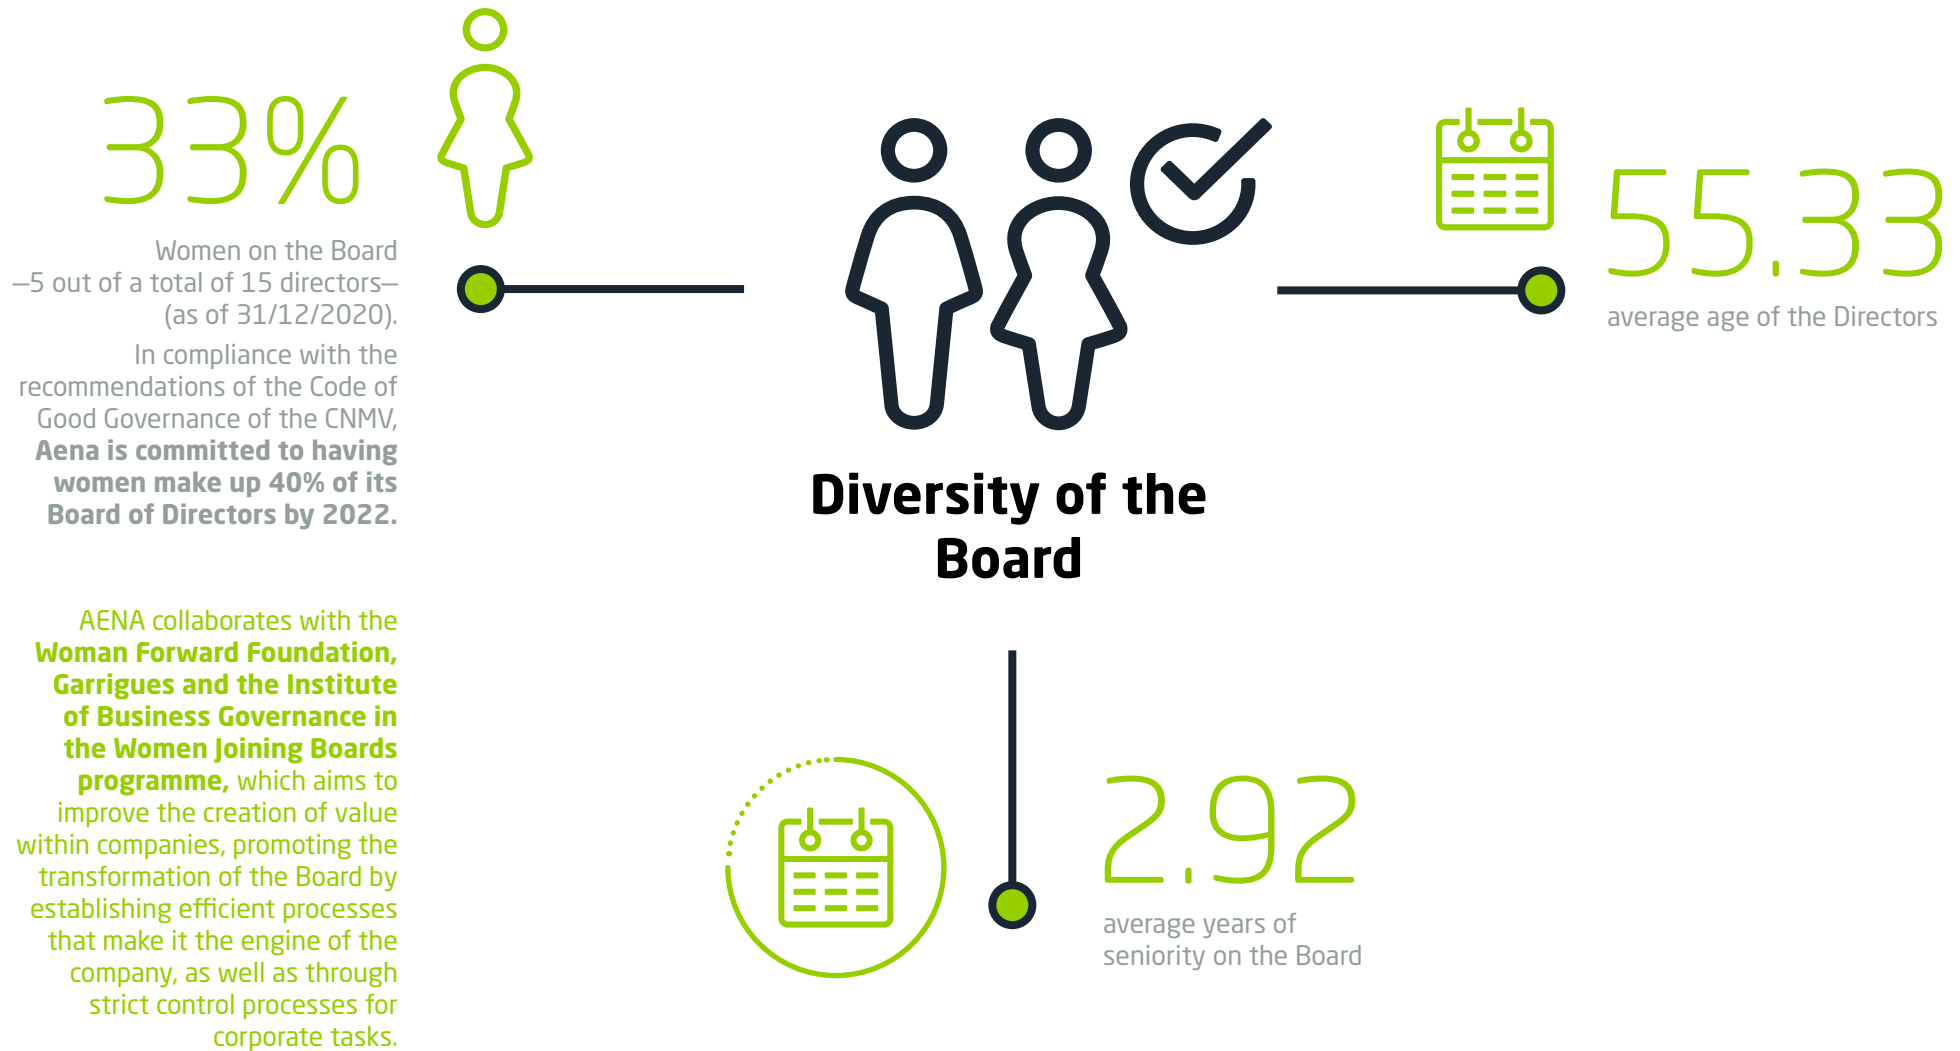 33%
Women on the Board
—5 out of a total of 15 directors—
(as of 31/12/2020).
In compliance with the
recommendations of the Code of
Good Governance of the CNMV,
Aena is committed to having
women make up 40% of its
Board of Directors by 2022.
AENA collaborates with the
Woman Forward Foundation,
Garrigues and the Institute
of Business Governance in
the Women Joining Boards
programme, which aims to
improve the creation of value
within companies, promoting the
transformation of the Board by
establishing efficient processes
that make it the engine of the
company, as well as through
strict control processes for
corporate tasks.
Diversity of the
Board
55.33
average age of the Directors
2.92
average years of
seniority on the Board